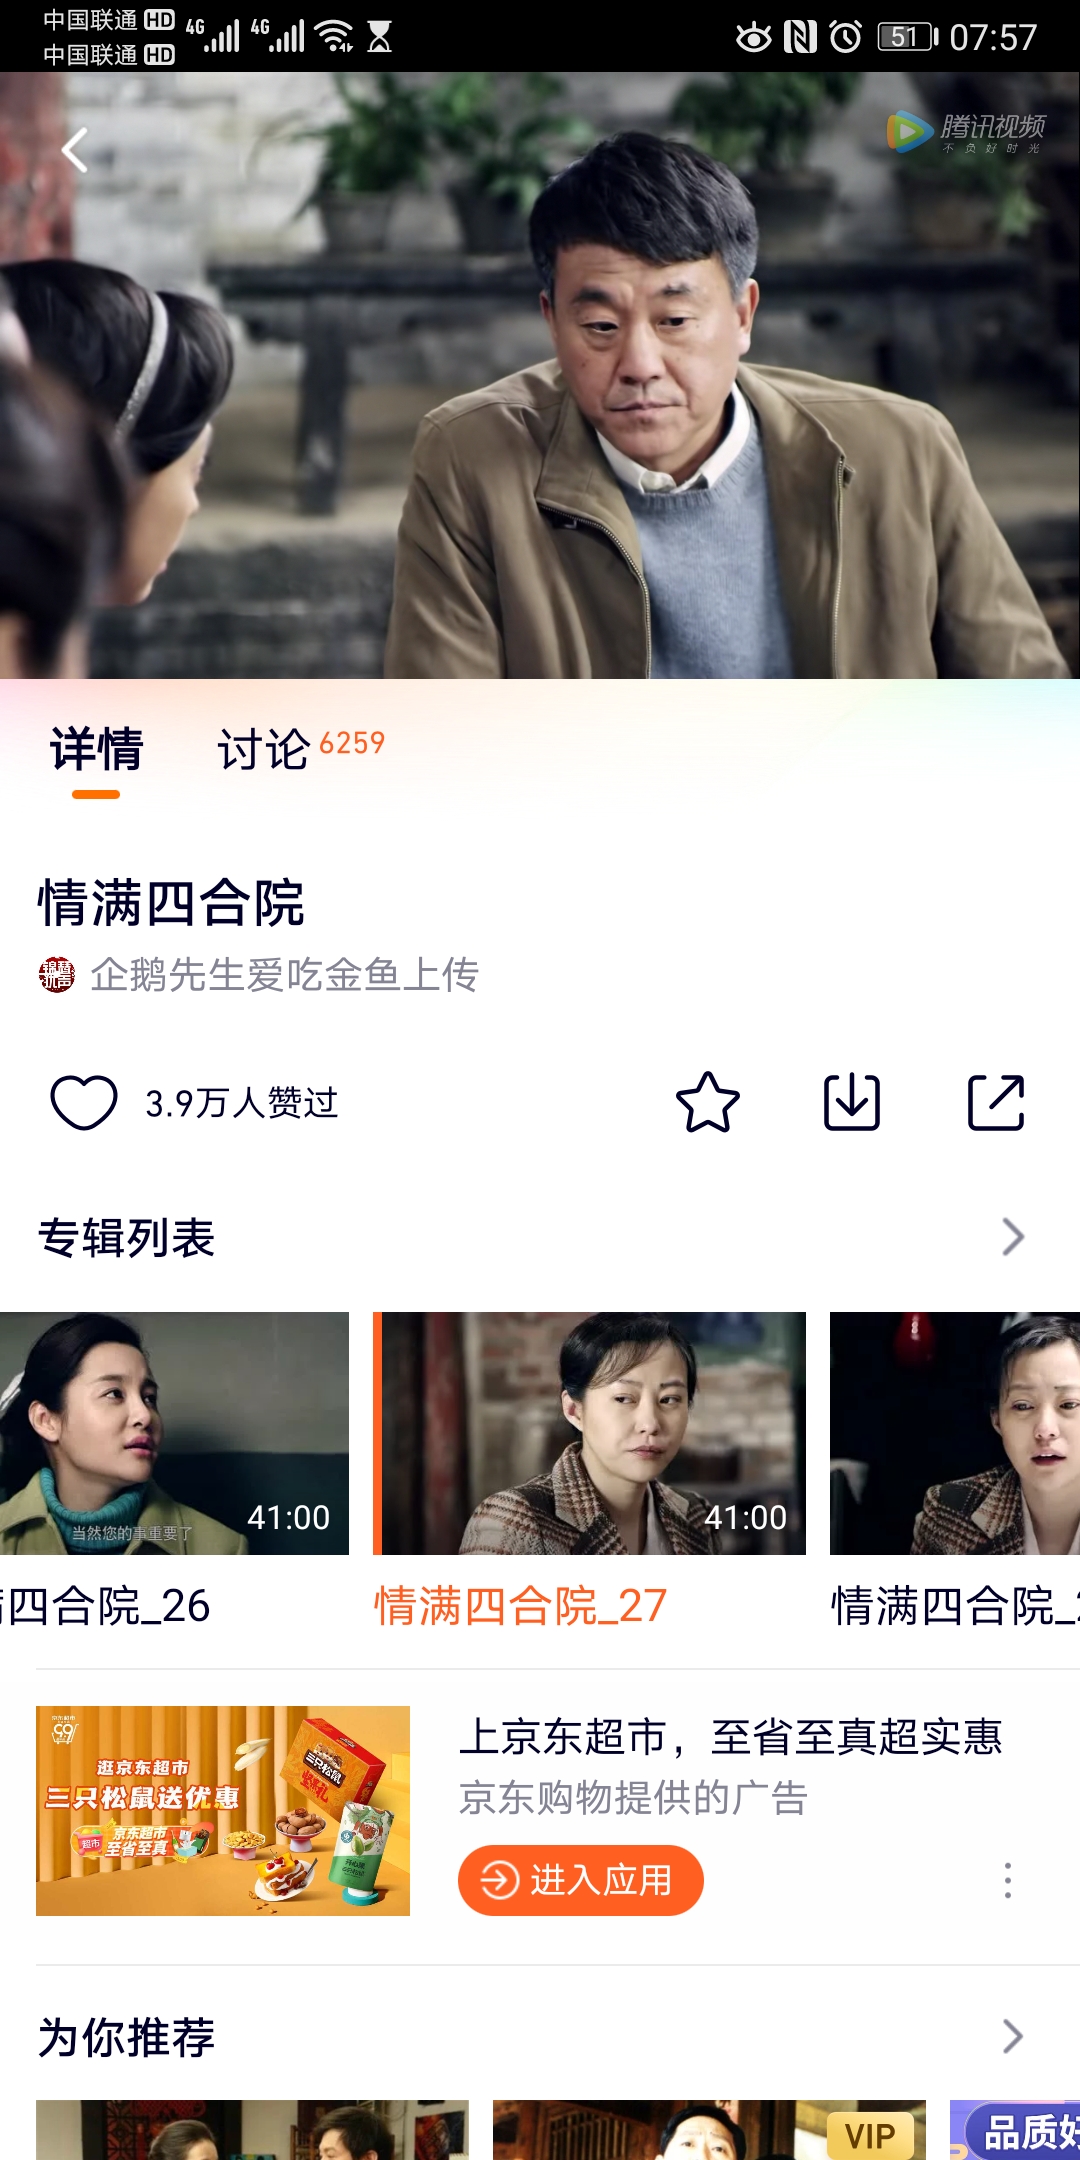 中国联通 HD 4G 4G 51 07:57
中国联通 HD
腾讯视频
不负好时光
详情 讨论 6259
情满四合院
企鹅先生爱吃金鱼上传
3.9万人赞过
专辑列表
当然您的事重要了
41:00 41:00
四合院_26 情满四合院_27 情满四合院_
上京东超市，至省至真超实惠
京东购物提供的广告
进入应用
逛京东超市
三只松鼠送优惠
超市
京东超市
至省至真
三只松鼠
为你推荐
VIP
品质好